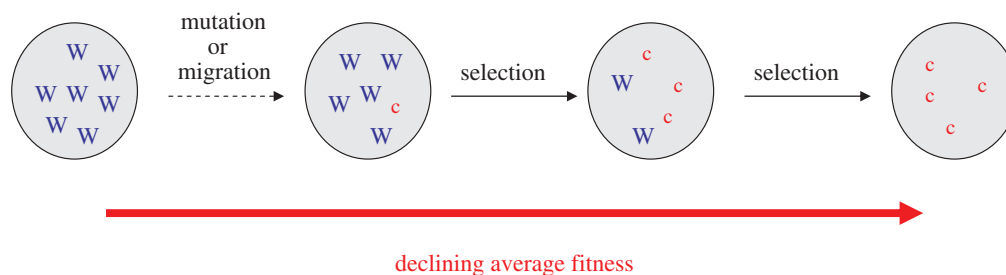 mutation
or
migration
selection
selection
W
W
W W W
W W
W W
W W c
W
c
W c
c
W
c
c c
c
declining average fitness